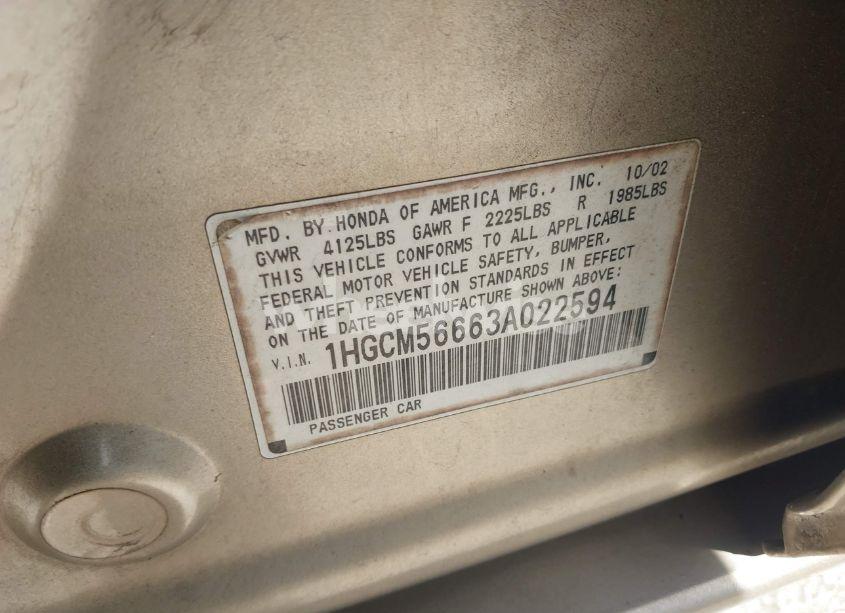 MFD. BY HONDA OF AMERICA MFG., INC. 10/02
GVWR 4125LBS GAWR F 2225LBS R 1985LBS
THIS VEHICLE CONFORMS TO ALL APPLICABLE
FEDERAL MOTOR VEHICLE SAFETY, BUMPER,
AND THEFT PREVENTION STANDARDS IN EFFECT
ON THE DATE OF MANUFACTURE SHOWN ABOVE:
V.I.N. 1HGCM56663A022594
PASSENGER CAR